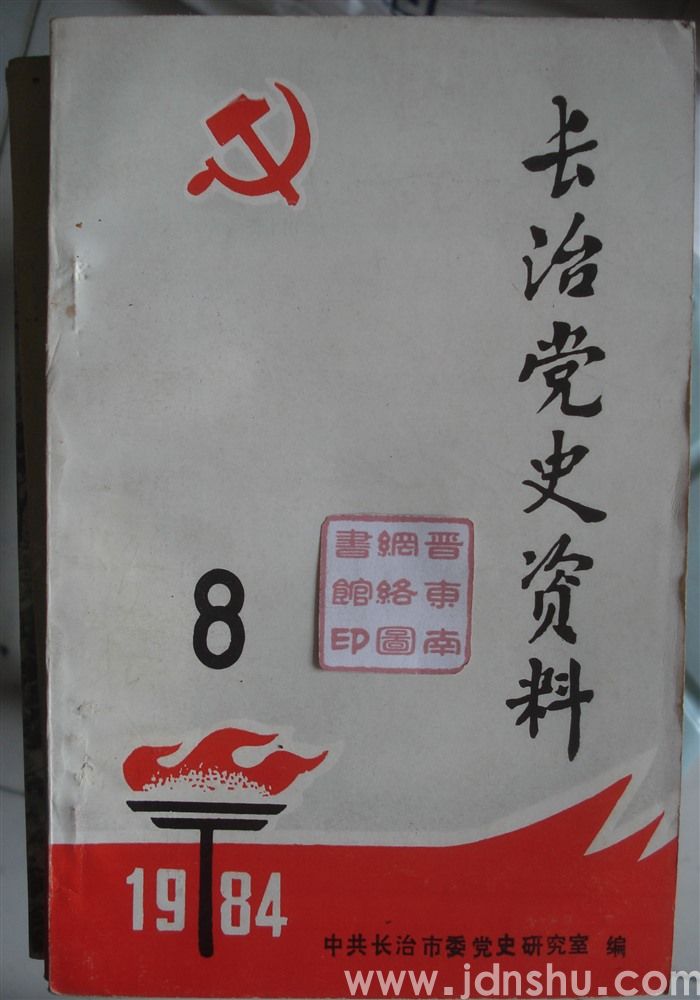 长治党史资料
晋東南
網络圖
書館印
8
1984
中共长治市委党史研究室 编
www.jdnshu.com